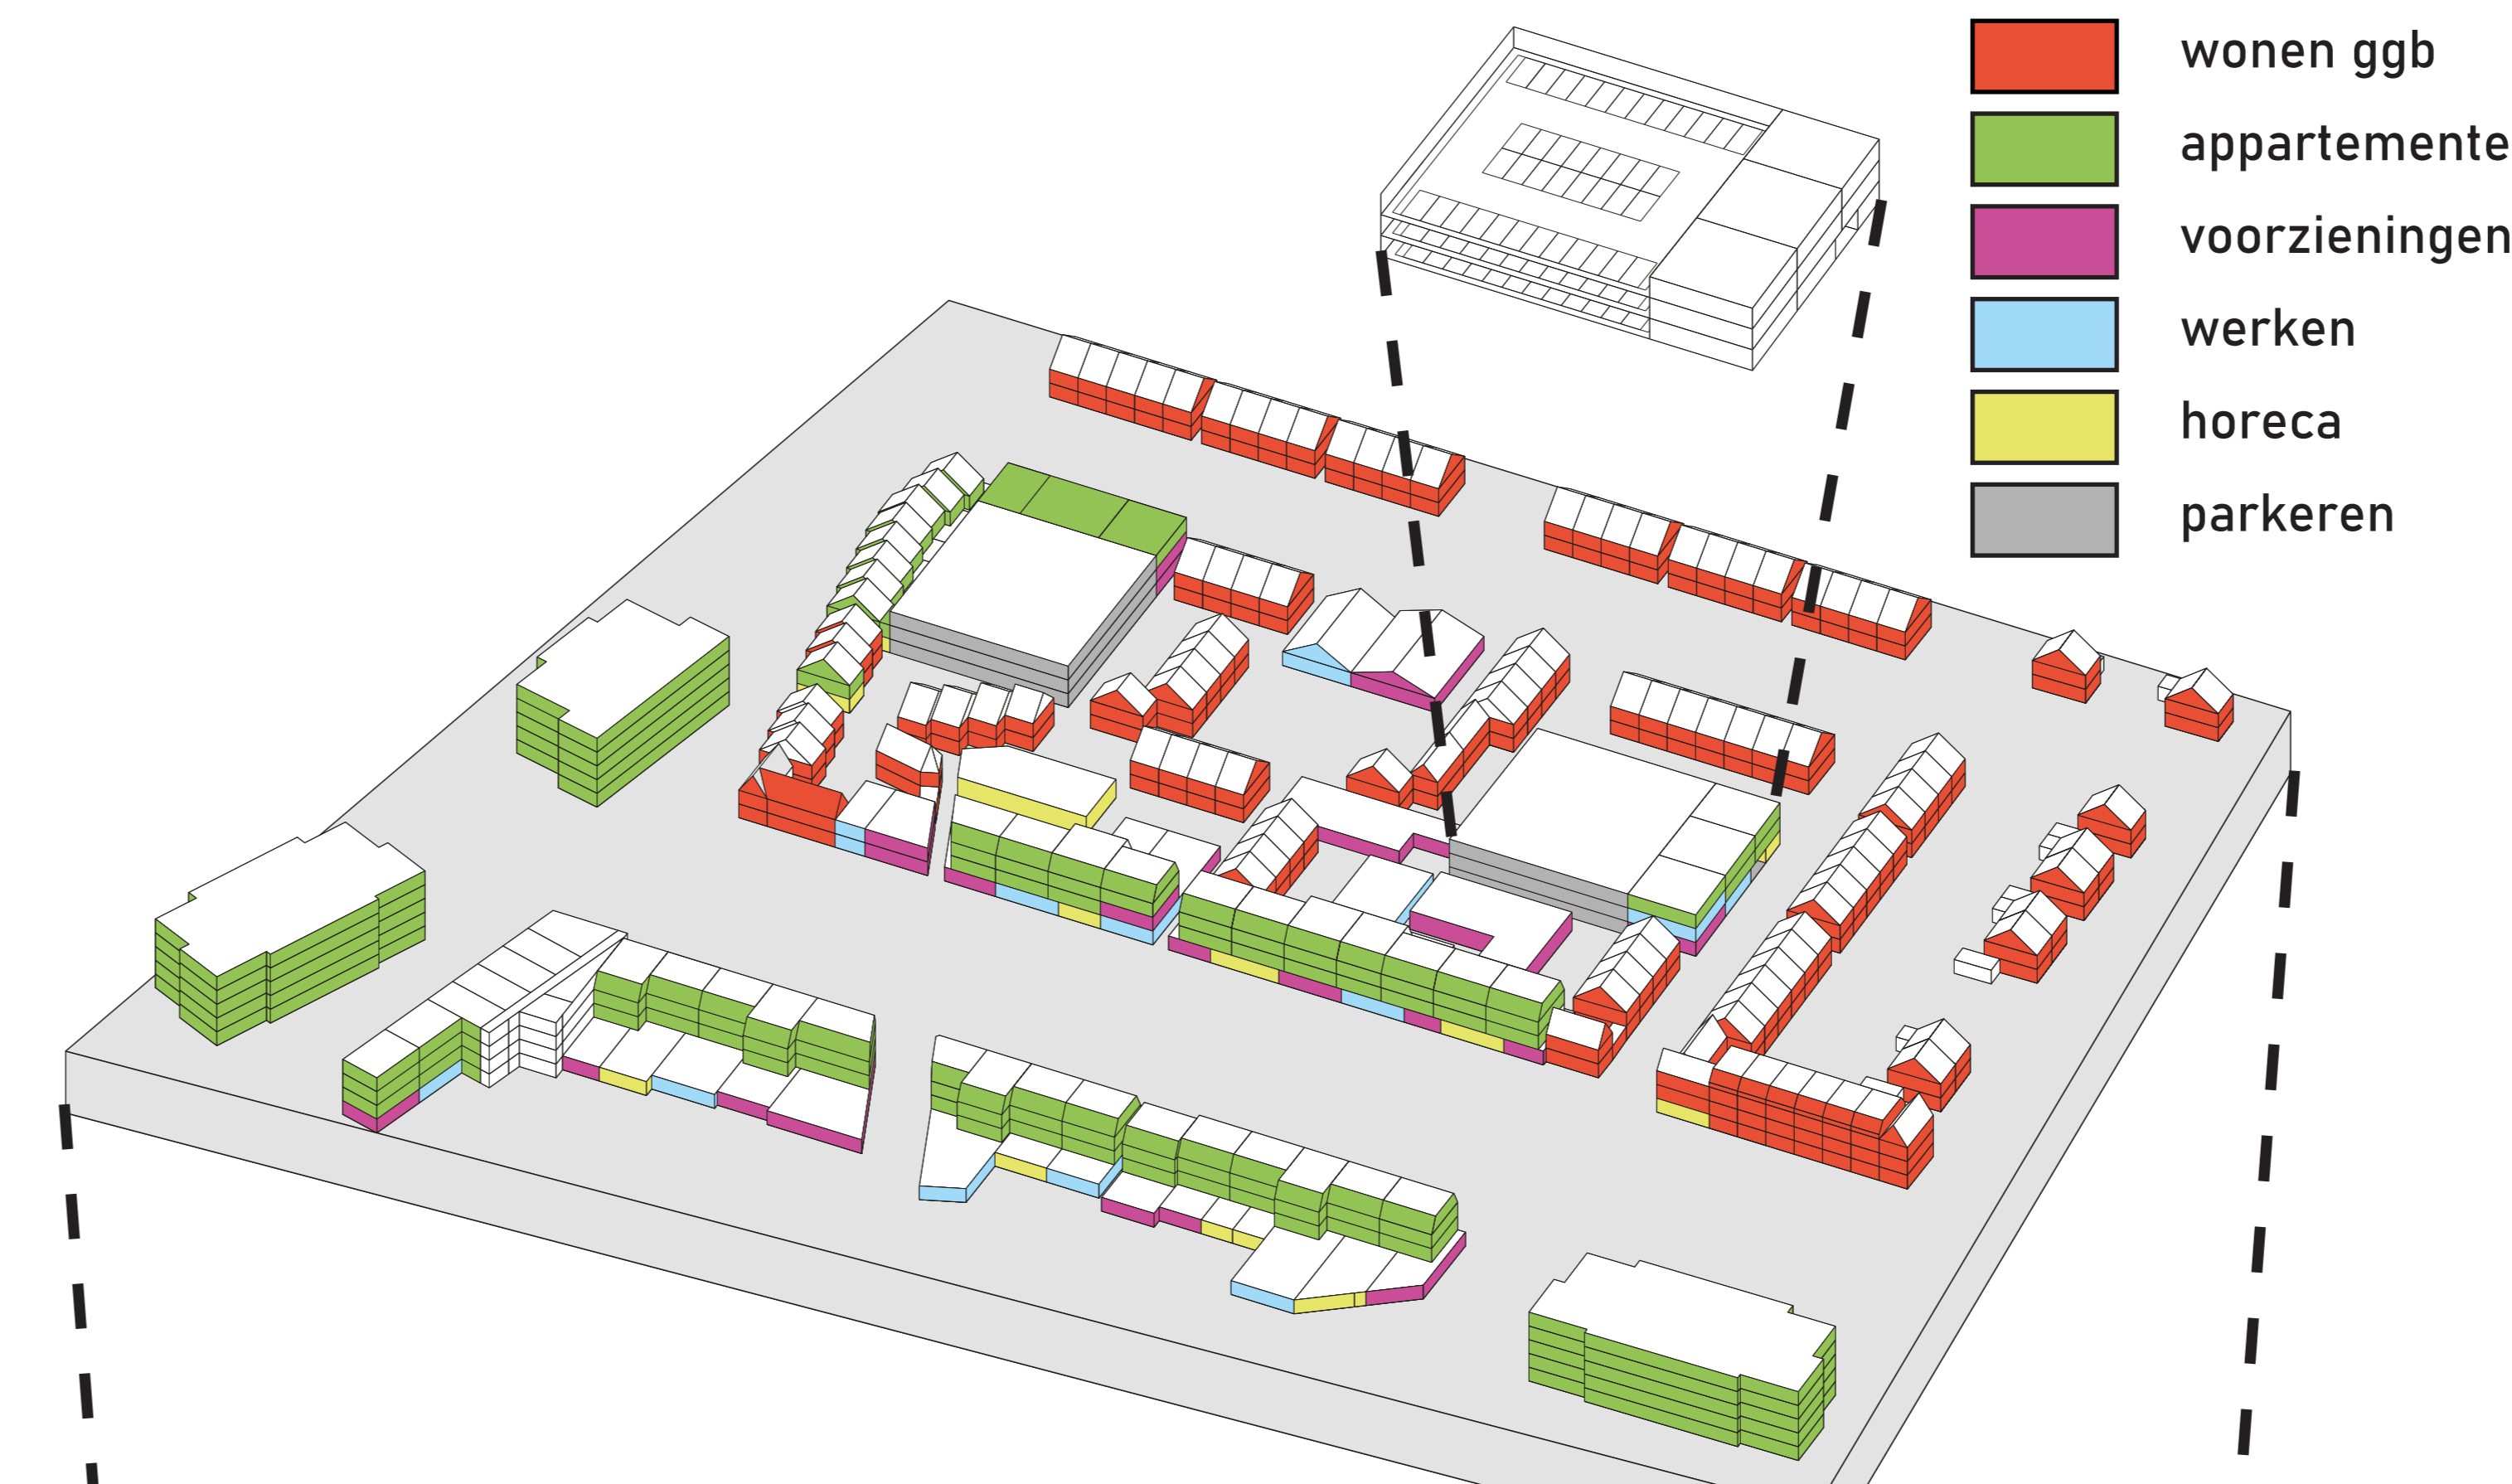 wonen ggb
appartemente
voorzieningen
werken
horeca
parkeren